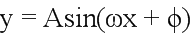 y = Asin(ωx + ϕ)